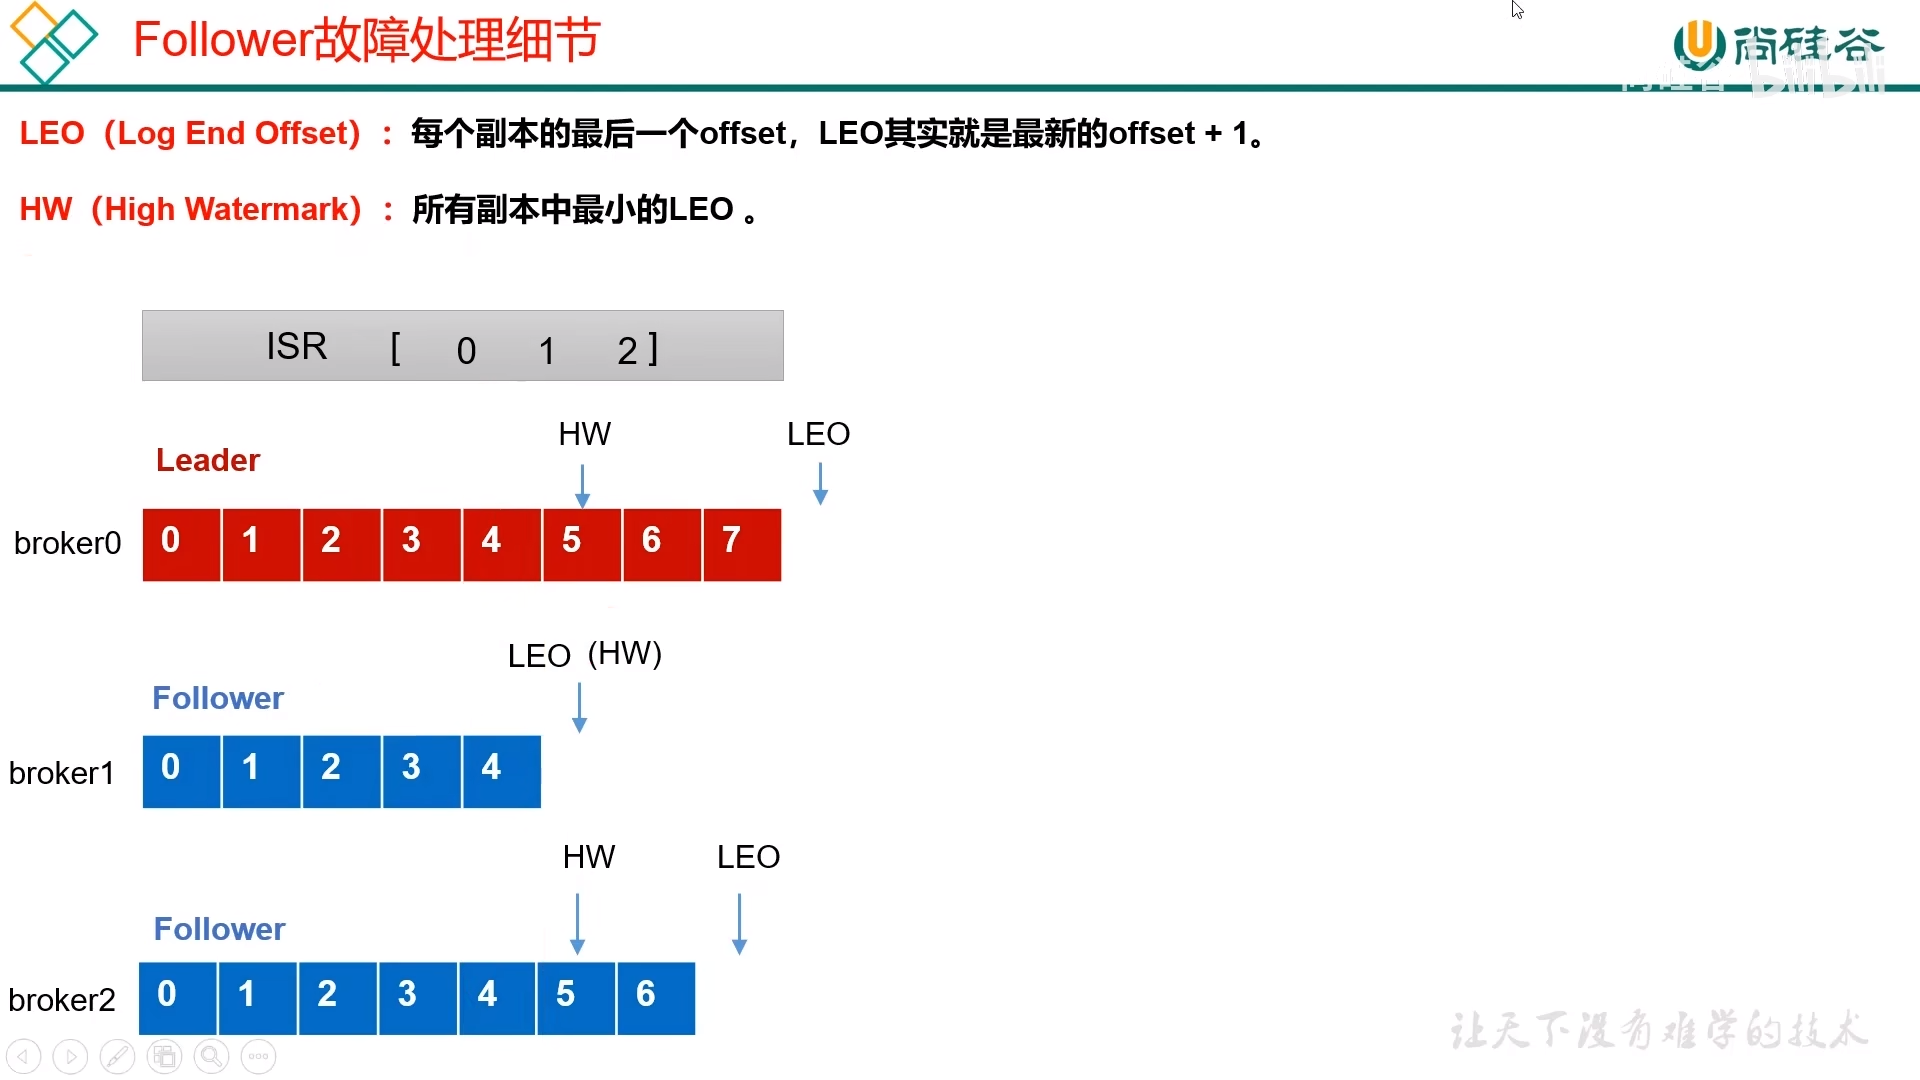 Follower故障处理细节
尚硅谷
bilibili
LEO（Log End Offset）：每个副本的最后一个offset，LEO其实就是最新的offset + 1。
HW（High Watermark）：所有副本中最小的LEO 。
ISR [ 0 1 2 ]
HW LEO
Leader
broker0 0 1 2 3 4 5 6 7
LEO (HW)
Follower
broker1 0 1 2 3 4
HW LEO
Follower
broker2 0 1 2 3 4 5 6
让天下没有难学的技术